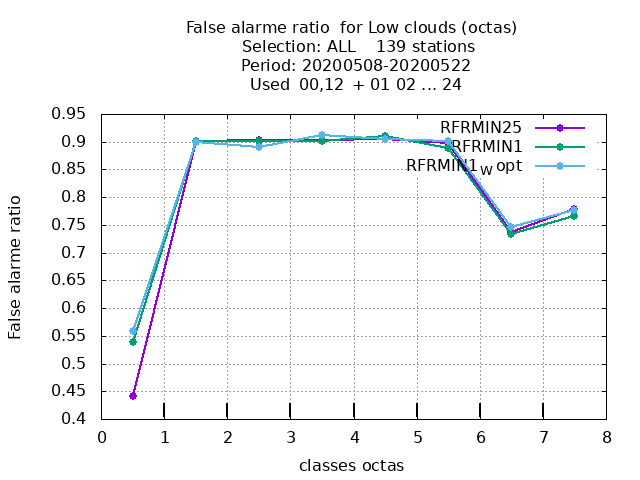 False alarme ratio  for Low clouds (octas)
Selection: ALL    139 stations
Period: 20200508-20200522
Used  00,12  + 01 02 ... 24
0.95
0.9
0.85
0.8
0.75
0.7
0.65
0.6
0.55
0.5
0.45
0.4
False alarme ratio
RFRMIN25
RFRMIN1
RFRMIN1w opt
0 1 2 3 4 5 6 7 8
classes octas